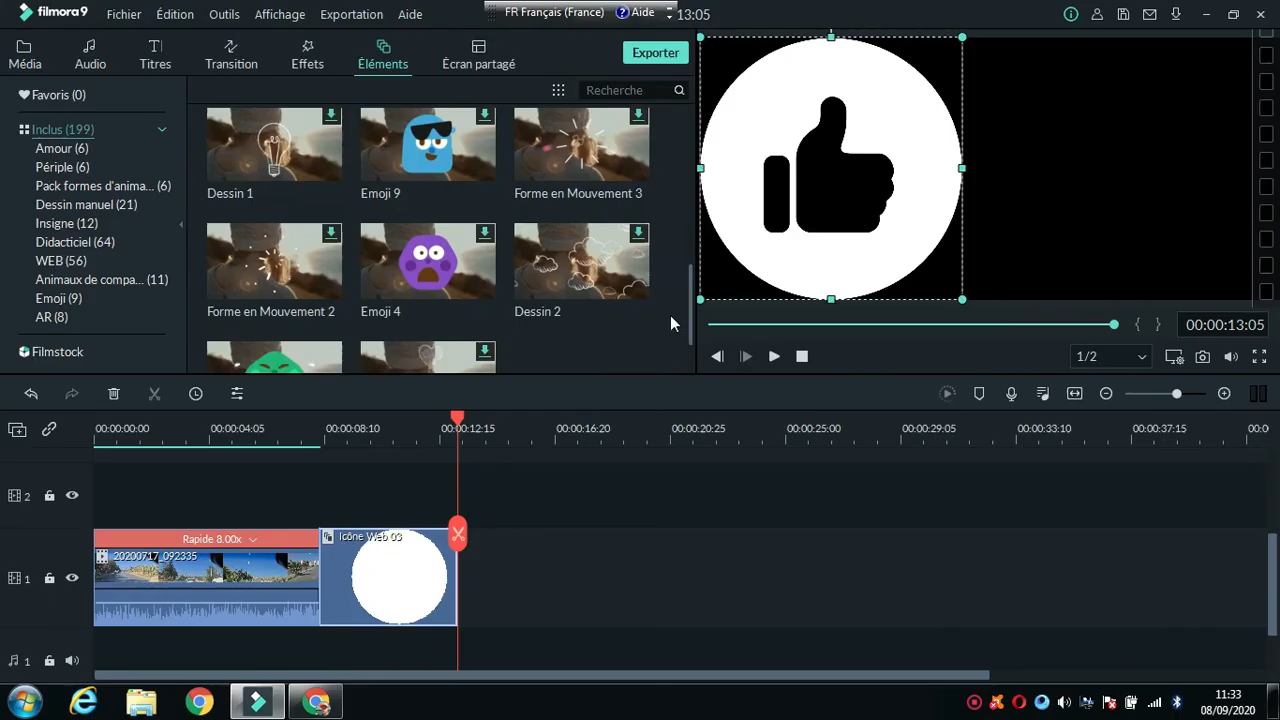 filmora9
Fichier
Édition
Outils
Affichage
Exportation
Aide
FR Français (France)
Aide
13:05
Média
Audio
Titres
Transition
Effets
Éléments
Écran partagé
Exporter
Favoris (0)
Recherche
Inclus (199)
Amour (6)
Périple (6)
Pack formes d'anima... (6)
Dessin manuel (21)
Insigne (12)
Didactiel (64)
WEB (56)
Animaux de compa... (11)
Emoji (9)
AR (8)
Filmstock
Dessin 1
Emoji 9
Forme en Mouvement 3
Forme en Mouvement 2
Emoji 4
Dessin 2
00:00:13:05
1/2
00:00:00:00
00:00:04:05
00:00:08:10
00:00:12:15
00:00:16:20
00:00:20:25
00:00:25:00
00:00:29:05
00:00:33:10
00:00:37:15
00:0
2
Rapide 8.00x
20200717_092335
Icône Web 03
1
1
11:33
08/09/2020